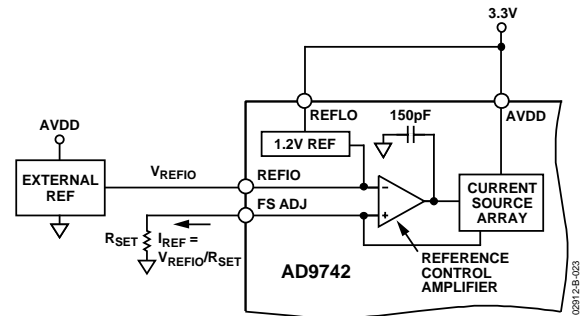 3.3V
REFLO
150pF
AVDD
AVDD
1.2V REF
VREFIO
REFIO
EXTERNAL
REF
–
CURRENT
SOURCE
ARRAY
FS ADJ
+
RSET
IREF =
VREFIO/RSET
REFERENCE
CONTROL
AMPLIFIER
AD9742
02912-B-023